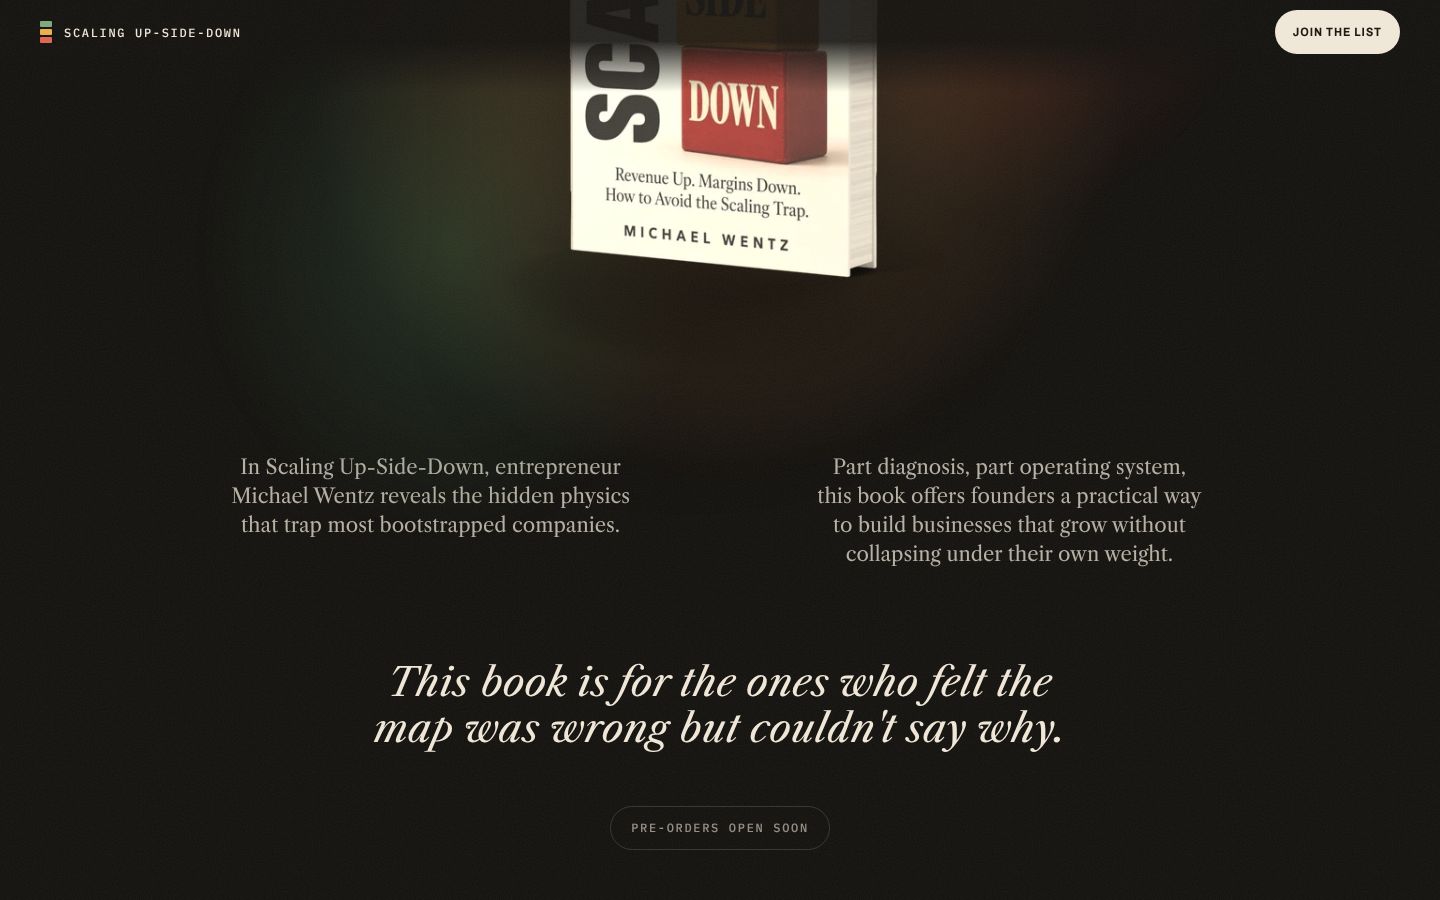 SCALING UP-SIDE-DOWN
JOIN THE LIST
SIDE
SCA
DOWN
Revenue Up. Margins Down.
How to Avoid the Scaling Trap.
MICHAEL WENTZ
In Scaling Up-Side-Down, entrepreneur
Michael Wentz reveals the hidden physics
that trap most bootstrapped companies.
Part diagnosis, part operating system,
this book offers founders a practical way
to build businesses that grow without
collapsing under their own weight.
This book is for the ones who felt the
map was wrong but couldn't say why.
PRE-ORDERS OPEN SOON